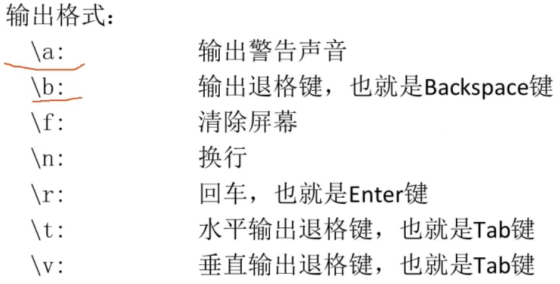 输出格式：
\a: 输出警告声音
\b: 输出退格键，也就是Backspace键
\f: 清除屏幕
\n: 换行
\r: 回车，也就是Enter键
\t: 水平输出退格键，也就是Tab键
\v: 垂直输出退格键，也就是Tab键